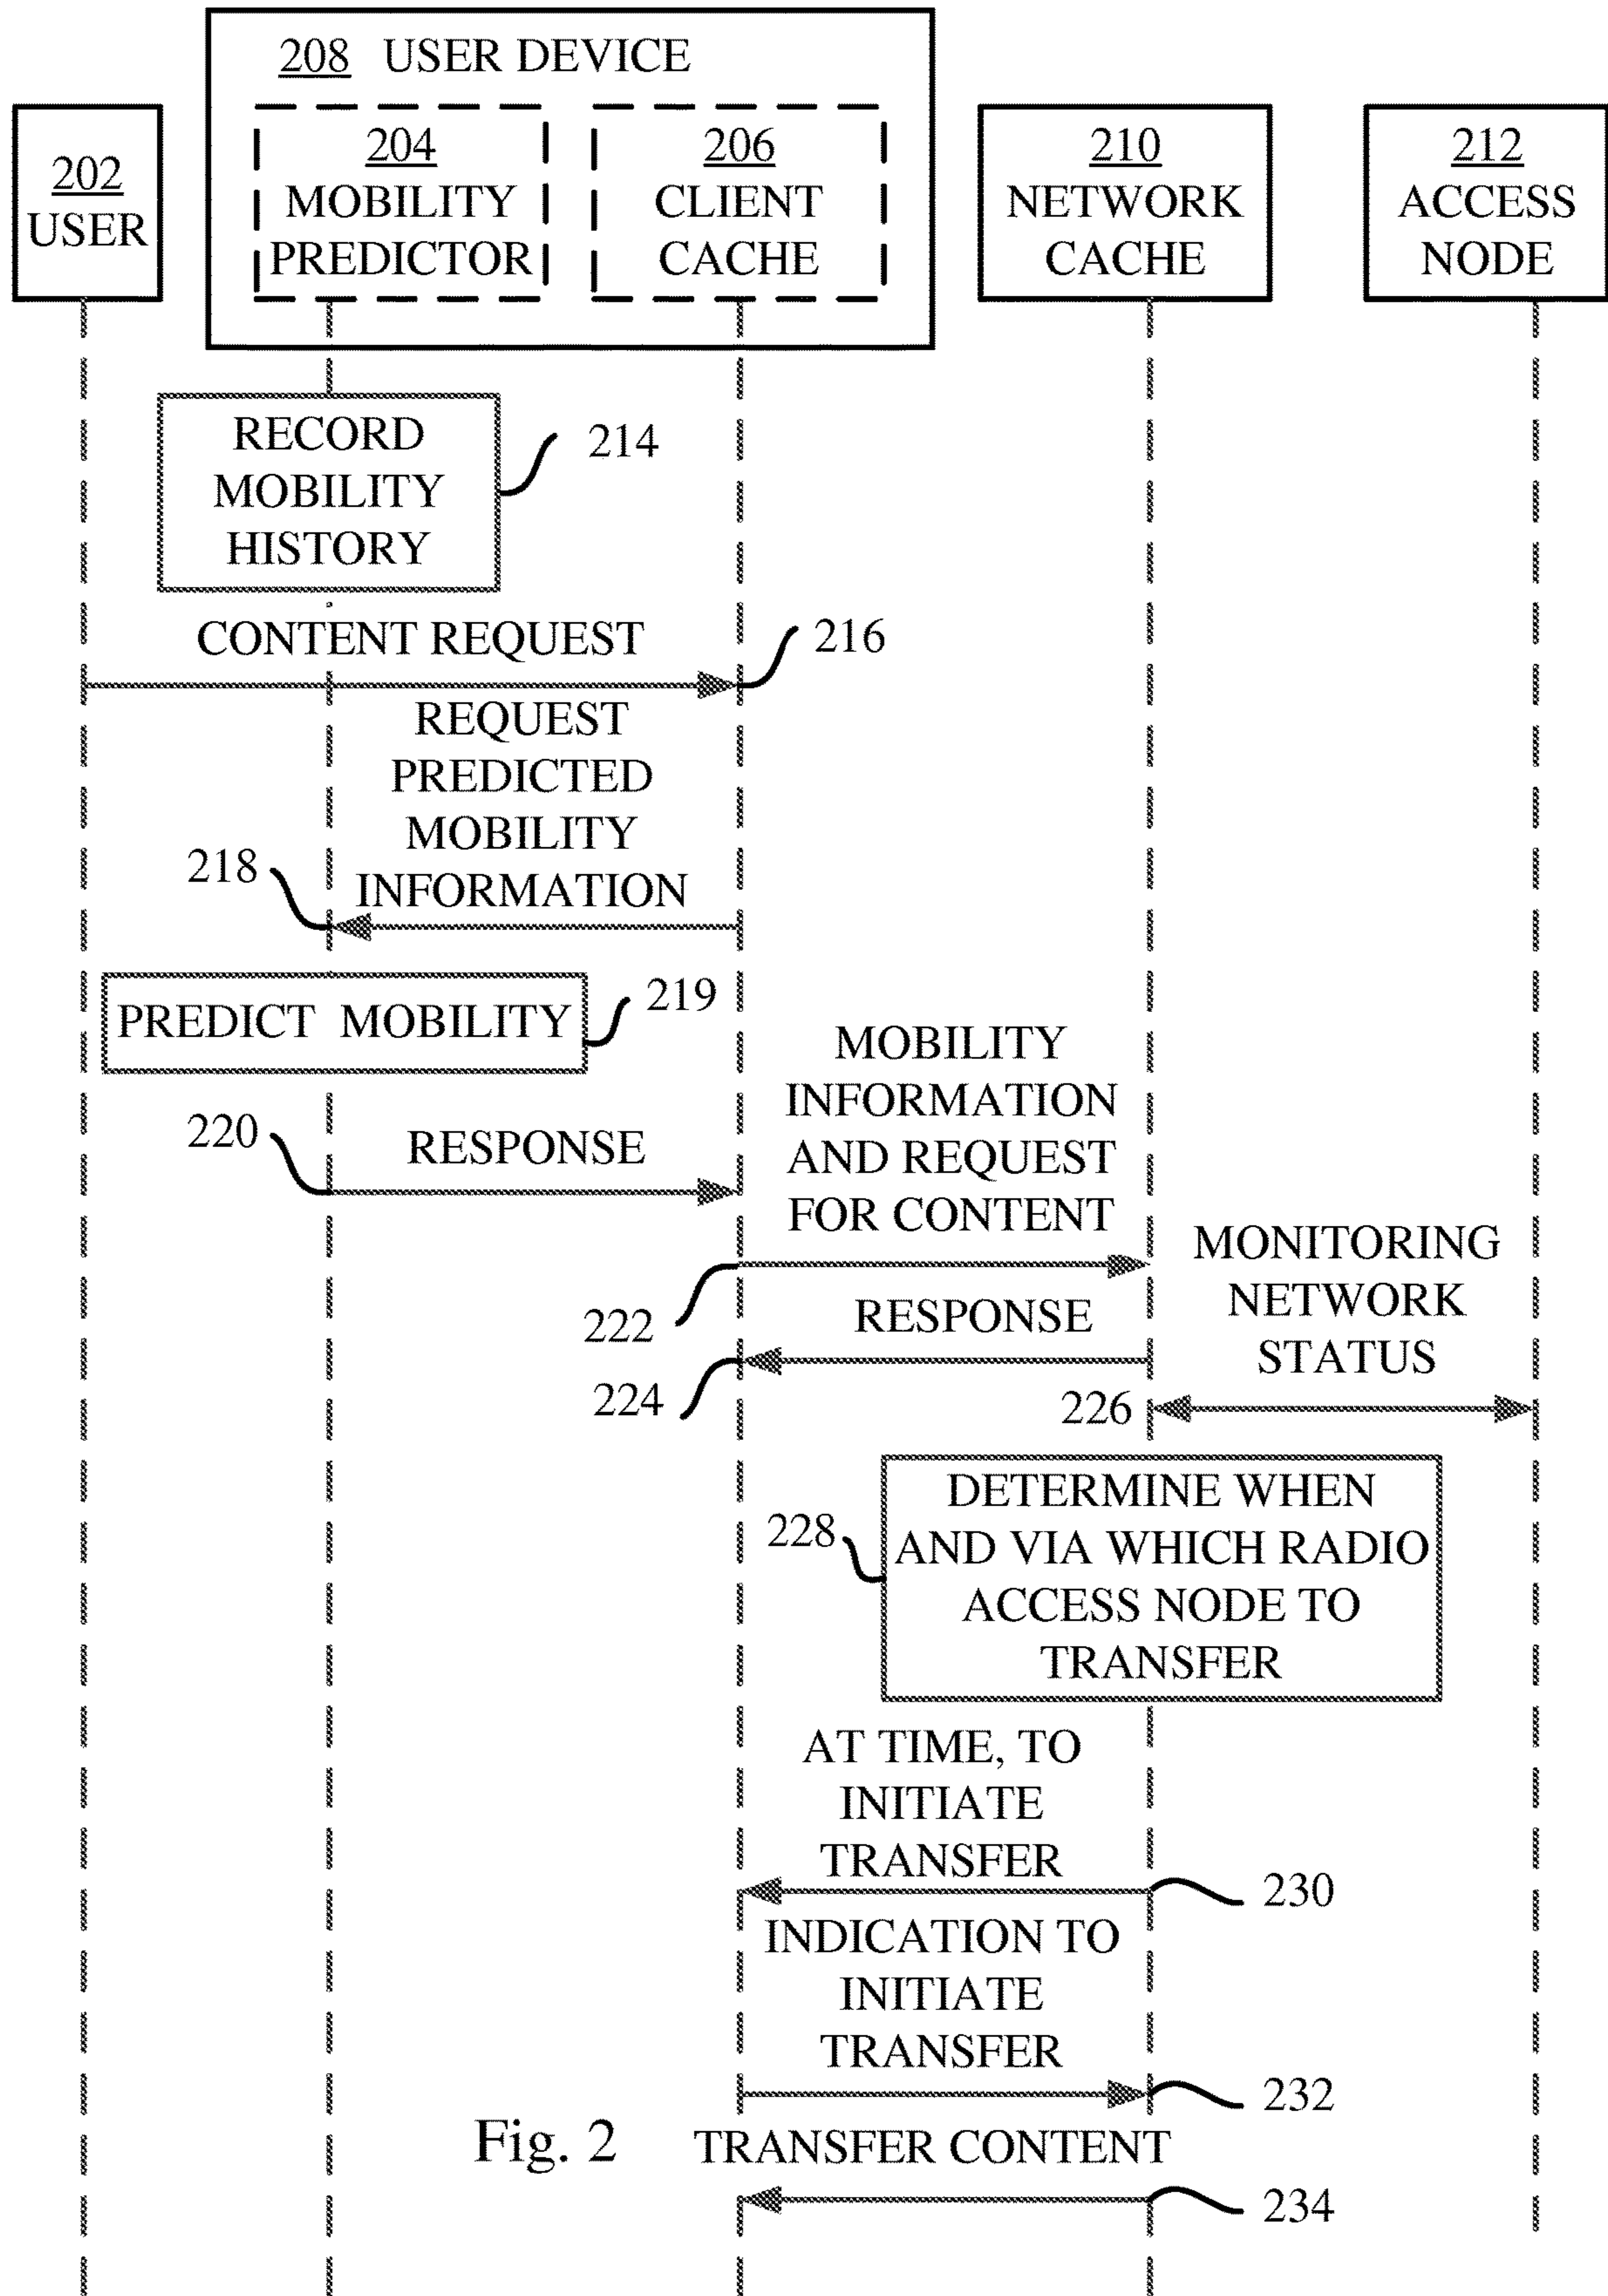 208 USER DEVICE
202
USER
204
MOBILITY
PREDICTOR
206
CLIENT
CACHE
210
NETWORK
CACHE
212
ACCESS
NODE
RECORD
MOBILITY
HISTORY
214
CONTENT REQUEST
216
REQUEST
PREDICTED
MOBILITY
INFORMATION
218
PREDICT MOBILITY
219
220
RESPONSE
MOBILITY
INFORMATION
AND REQUEST
FOR CONTENT
222
RESPONSE
224
MONITORING
NETWORK
STATUS
226
DETERMINE WHEN
AND VIA WHICH RADIO
ACCESS NODE TO
TRANSFER
228
AT TIME, TO
INITIATE
TRANSFER
230
INDICATION TO
INITIATE
TRANSFER
232
Fig. 2
TRANSFER CONTENT
234